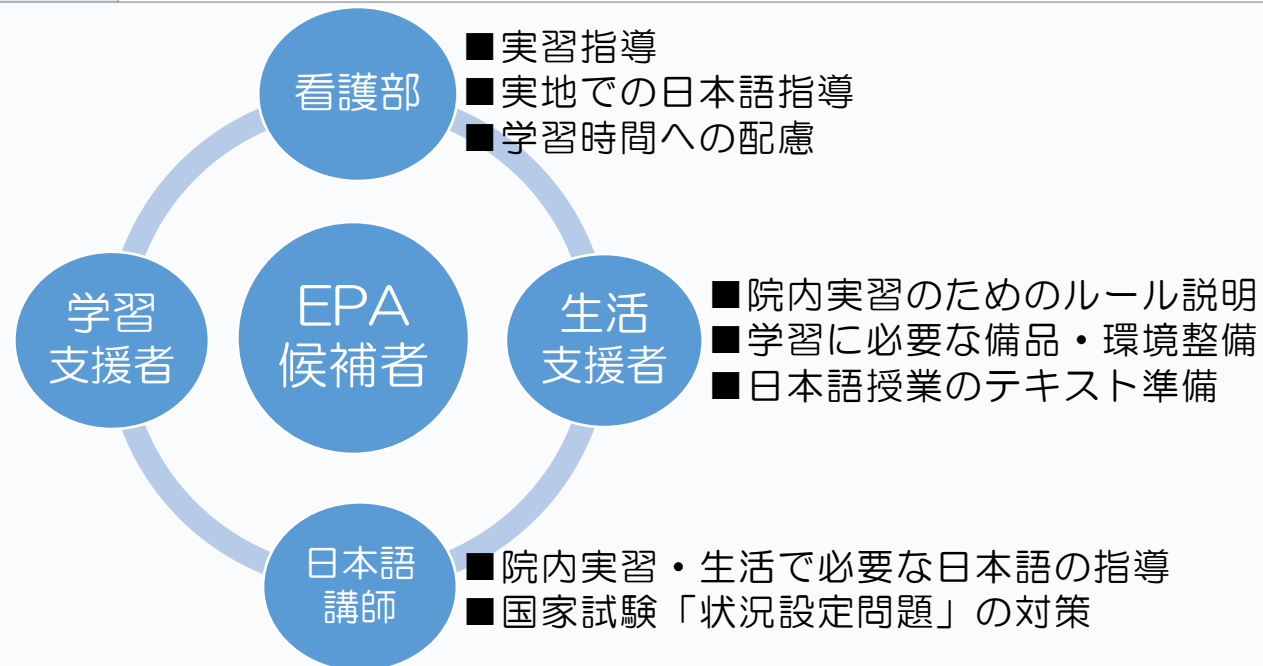 看護部
■実習指導
■実地での日本語指導
■学習時間への配慮
学習
支援者
EPA
候補者
生活
支援者
■院内実習のためのルール説明
■学習に必要な備品・環境整備
■日本語授業のテキスト準備
日本語
講師
■院内実習・生活で必要な日本語の指導
■国家試験「状況設定問題」の対策